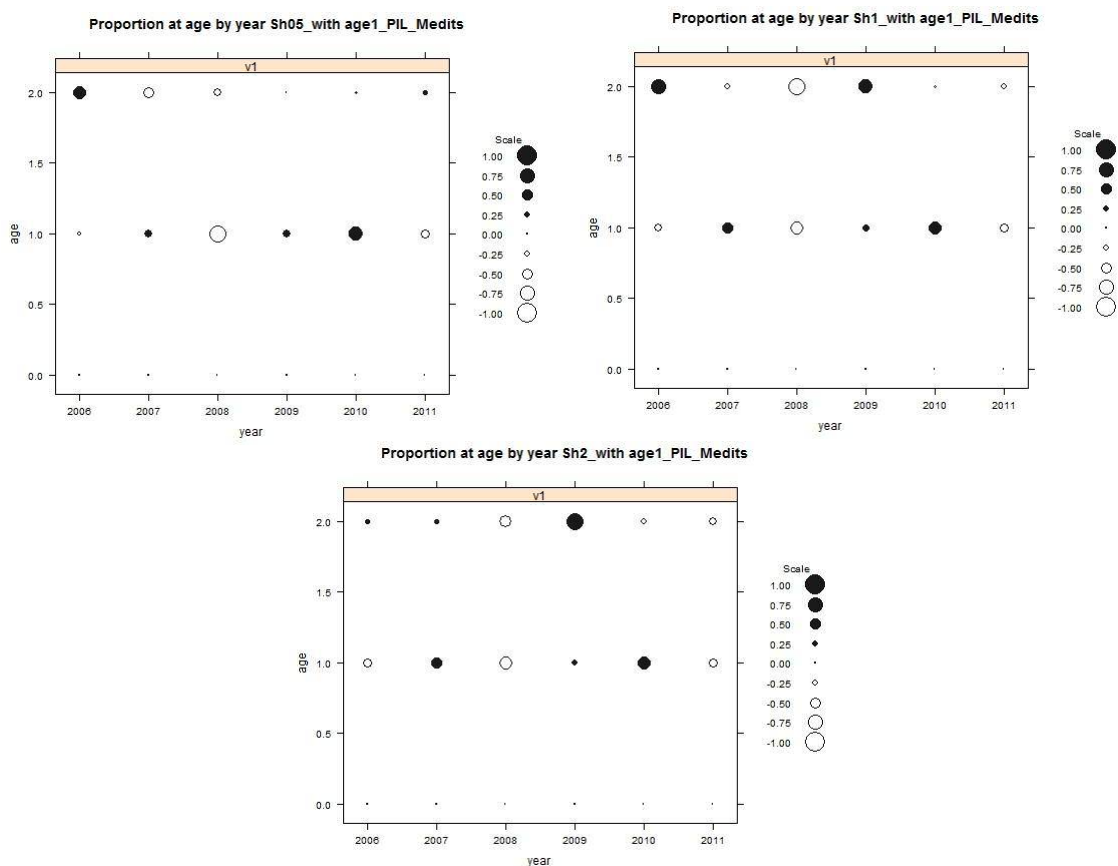 Proportion at age by year Sh05_with age1_PIL_Medits
v1
2.0
1.5
1.0
0.5
0.0
age
2006 2007 2008 2009 2010 2011
year
Scale
1.00
0.75
0.50
0.25
0.00
-0.25
-0.50
-0.75
-1.00
Proportion at age by year Sh1_with age1_PIL_Medits
v1
2.0
1.5
1.0
0.5
0.0
age
2006 2007 2008 2009 2010 2011
year
Scale
1.00
0.75
0.50
0.25
0.00
-0.25
-0.50
-0.75
-1.00
Proportion at age by year Sh2_with age1_PIL_Medits
v1
2.0
1.5
1.0
0.5
0.0
age
2006 2007 2008 2009 2010 2011
year
Scale
1.00
0.75
0.50
0.25
0.00
-0.25
-0.50
-0.75
-1.00